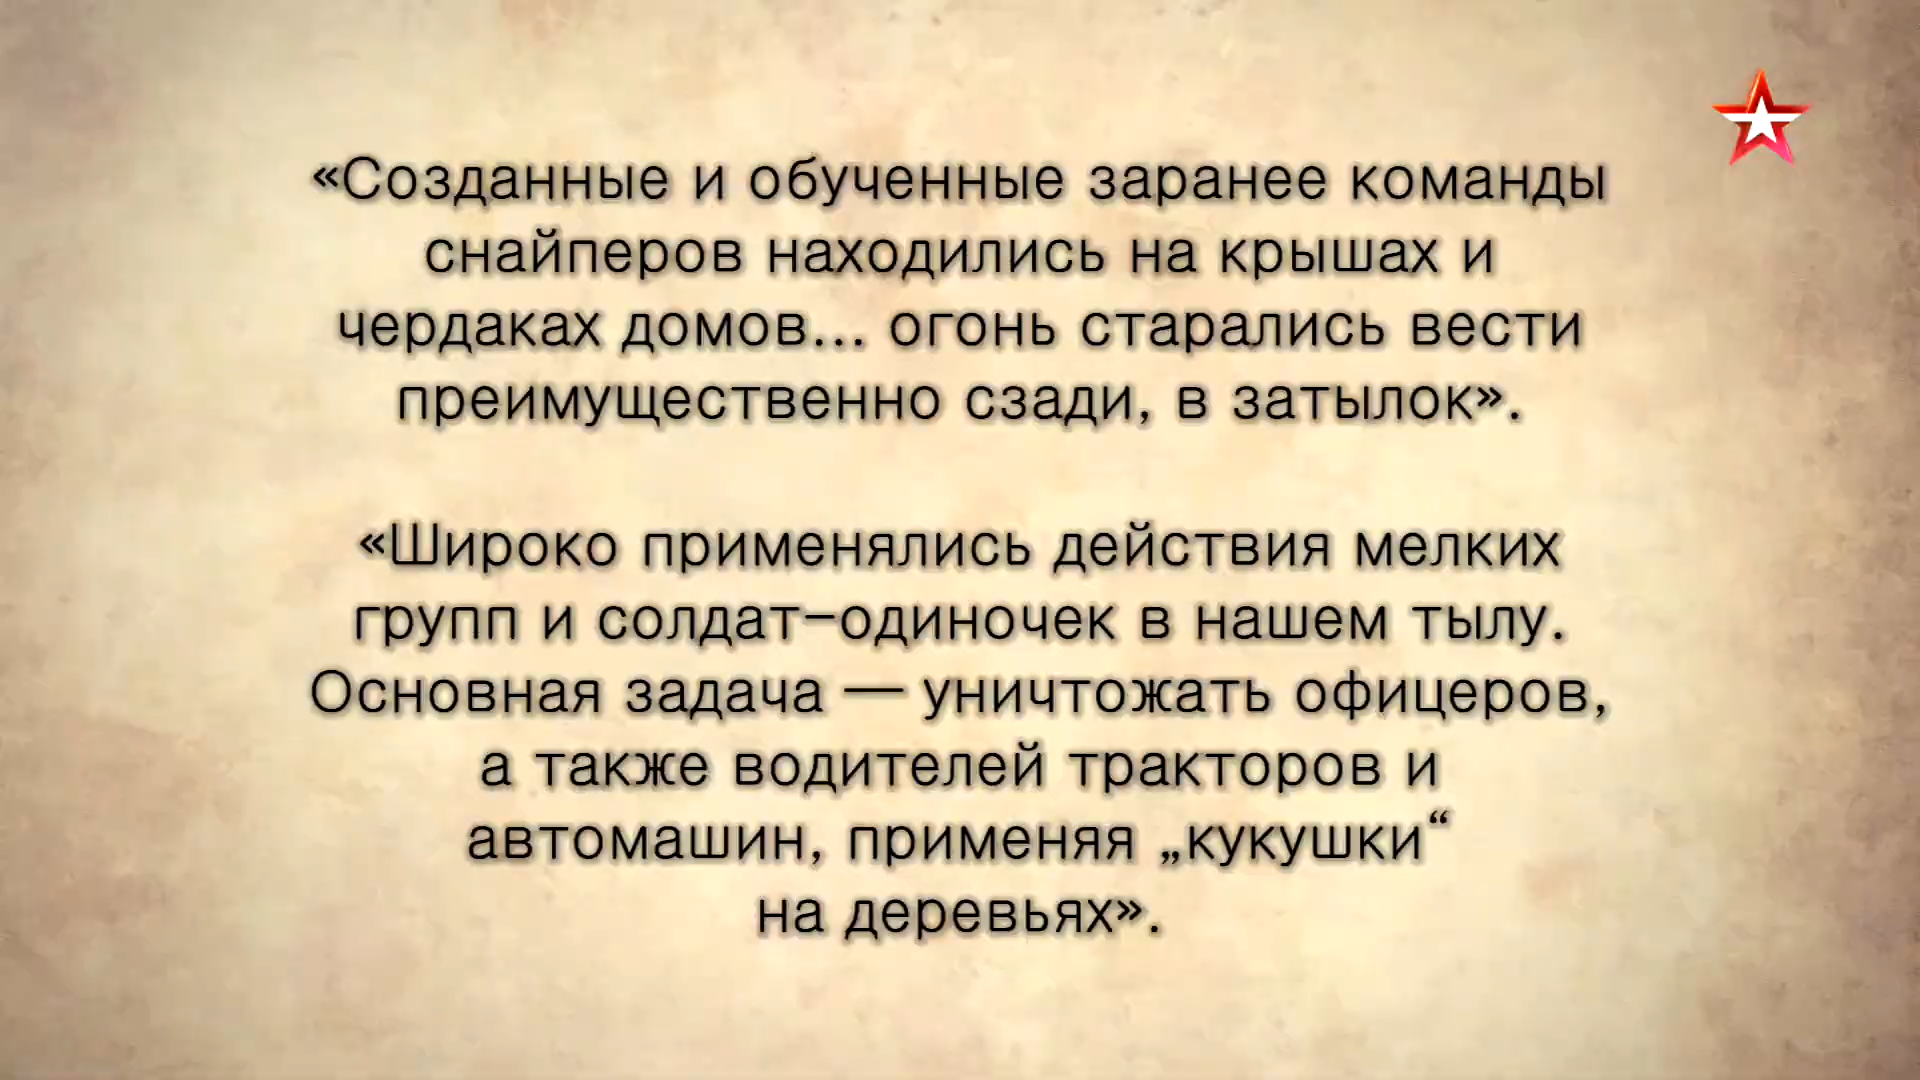 «Созданные и обученные заранее команды
снайперов находились на крышах и
чердаках домов... огонь старались вести
преимущественно сзади, в затылок».
«Широко применялись действия мелких
групп и солдат-одиночек в нашем тылу.
Основная задача — уничтожать офицеров,
а также водителей тракторов и
автомашин, применяя „кукушки“
на деревьях».